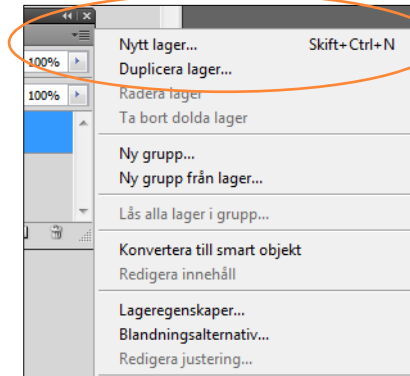 100%
100%
Nytt lager... Skift+Ctrl+N
Duplicera lager...
Radera lager
Ta bort dolda lager
Ny grupp...
Ny grupp från lager...
Lås alla lager i grupp...
Konvertera till smart objekt
Redigera innehåll
Lageregenskaper...
Blandningsalternativ...
Redigera justering...